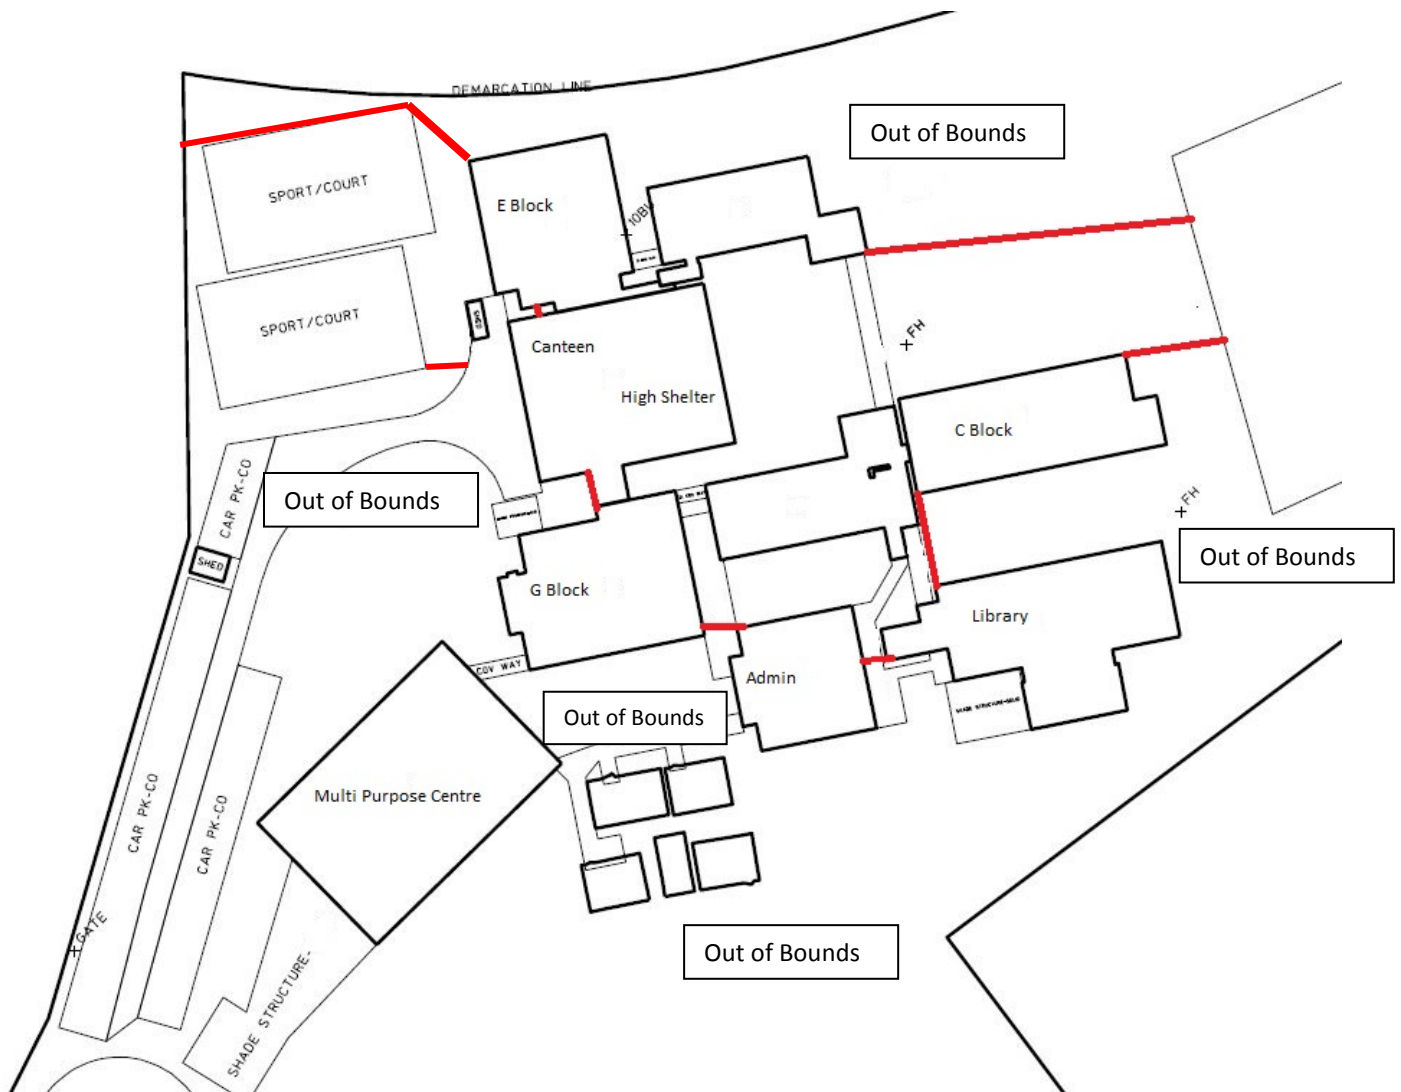 DEMARCATION LINE
Out of Bounds
SPORT/COURT
E Block
SPORT/COURT
SHED
FH
Canteen
High Shelter
C Block
CAR PK-CO
Out of Bounds
FH
Out of Bounds
SHED
G Block
Library
COV WAY
Admin
Out of Bounds
Multi Purpose Centre
CAR PK-CO
CAR PK-CO
GATE
Out of Bounds
SHADE STRUCTURE-